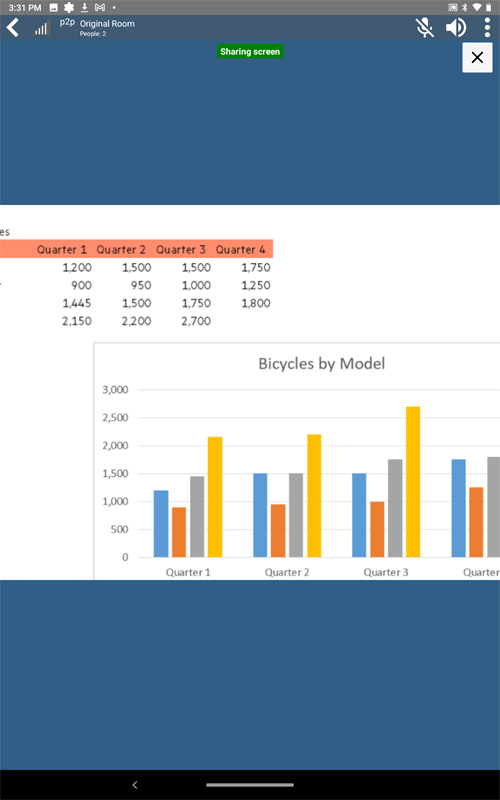 3:31 PM
p2p Original Room
People: 2
Sharing screen
es
Quarter 1 Quarter 2 Quarter 3 Quarter 4
1,200 1,500 1,500 1,750
900 950 1,000 1,250
1,445 1,500 1,750 1,800
2,150 2,200 2,700
Bicycles by Model
3,000
2,500
2,000
1,500
1,000
500
0
Quarter 1 Quarter 2 Quarter 3 Quarter